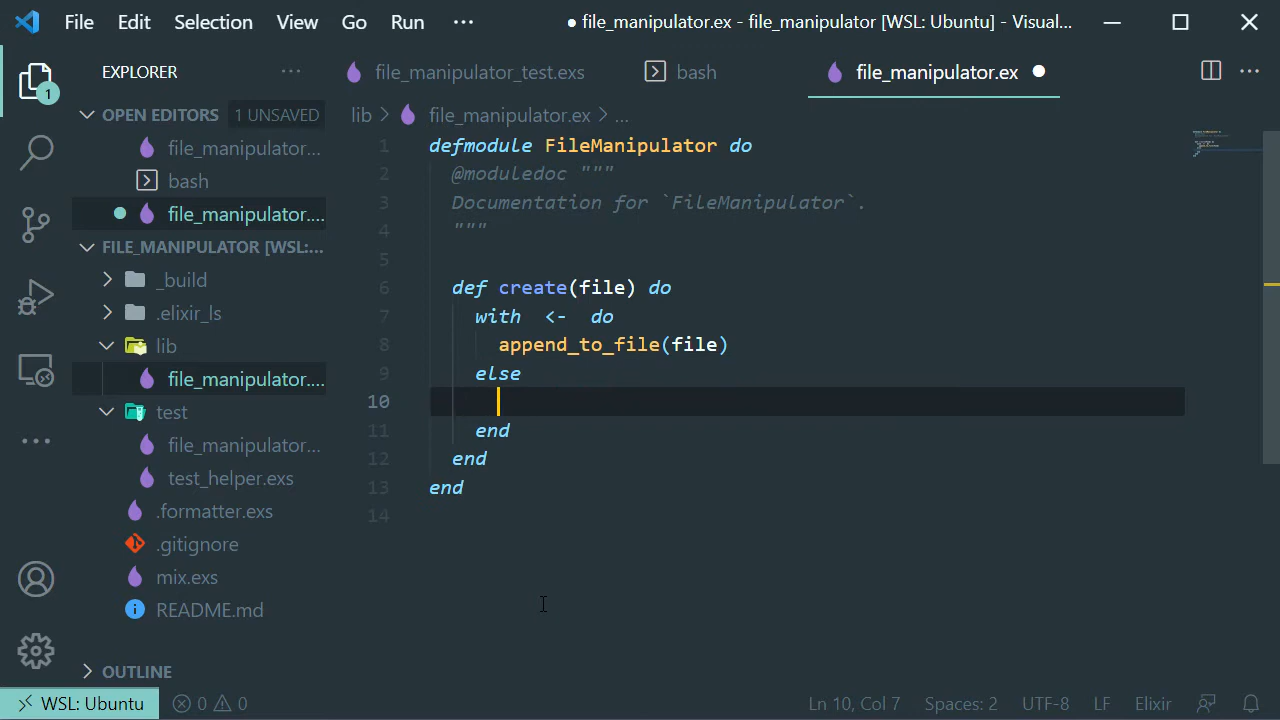 File Edit Selection View Go Run ··· ● file_manipulator.ex - file_manipulator [WSL: Ubuntu] - Visual...
EXPLORER ···
file_manipulator_test.exs bash file_manipulator.ex ● ···
OPEN EDITORS 1 UNSAVED
file_manipulator...
bash
● file_manipulator....
FILE_MANIPULATOR [WSL:...
_build
.elixir_ls
lib
file_manipulator....
test
file_manipulator...
test_helper.exs
.formatter.exs
.gitignore
mix.exs
README.md
OUTLINE
1
lib > file_manipulator.ex > ...
1 defmodule FileManipulator do
2 @moduledoc """
3 Documentation for `FileManipulator`.
4 """
5
6 def create(file) do
7 with <- do
8 append_to_file(file)
9 else
10
11 end
12 end
13 end
14
WSL: Ubuntu 0 0 Ln 10, Col 7 Spaces: 2 UTF-8 LF Elixir